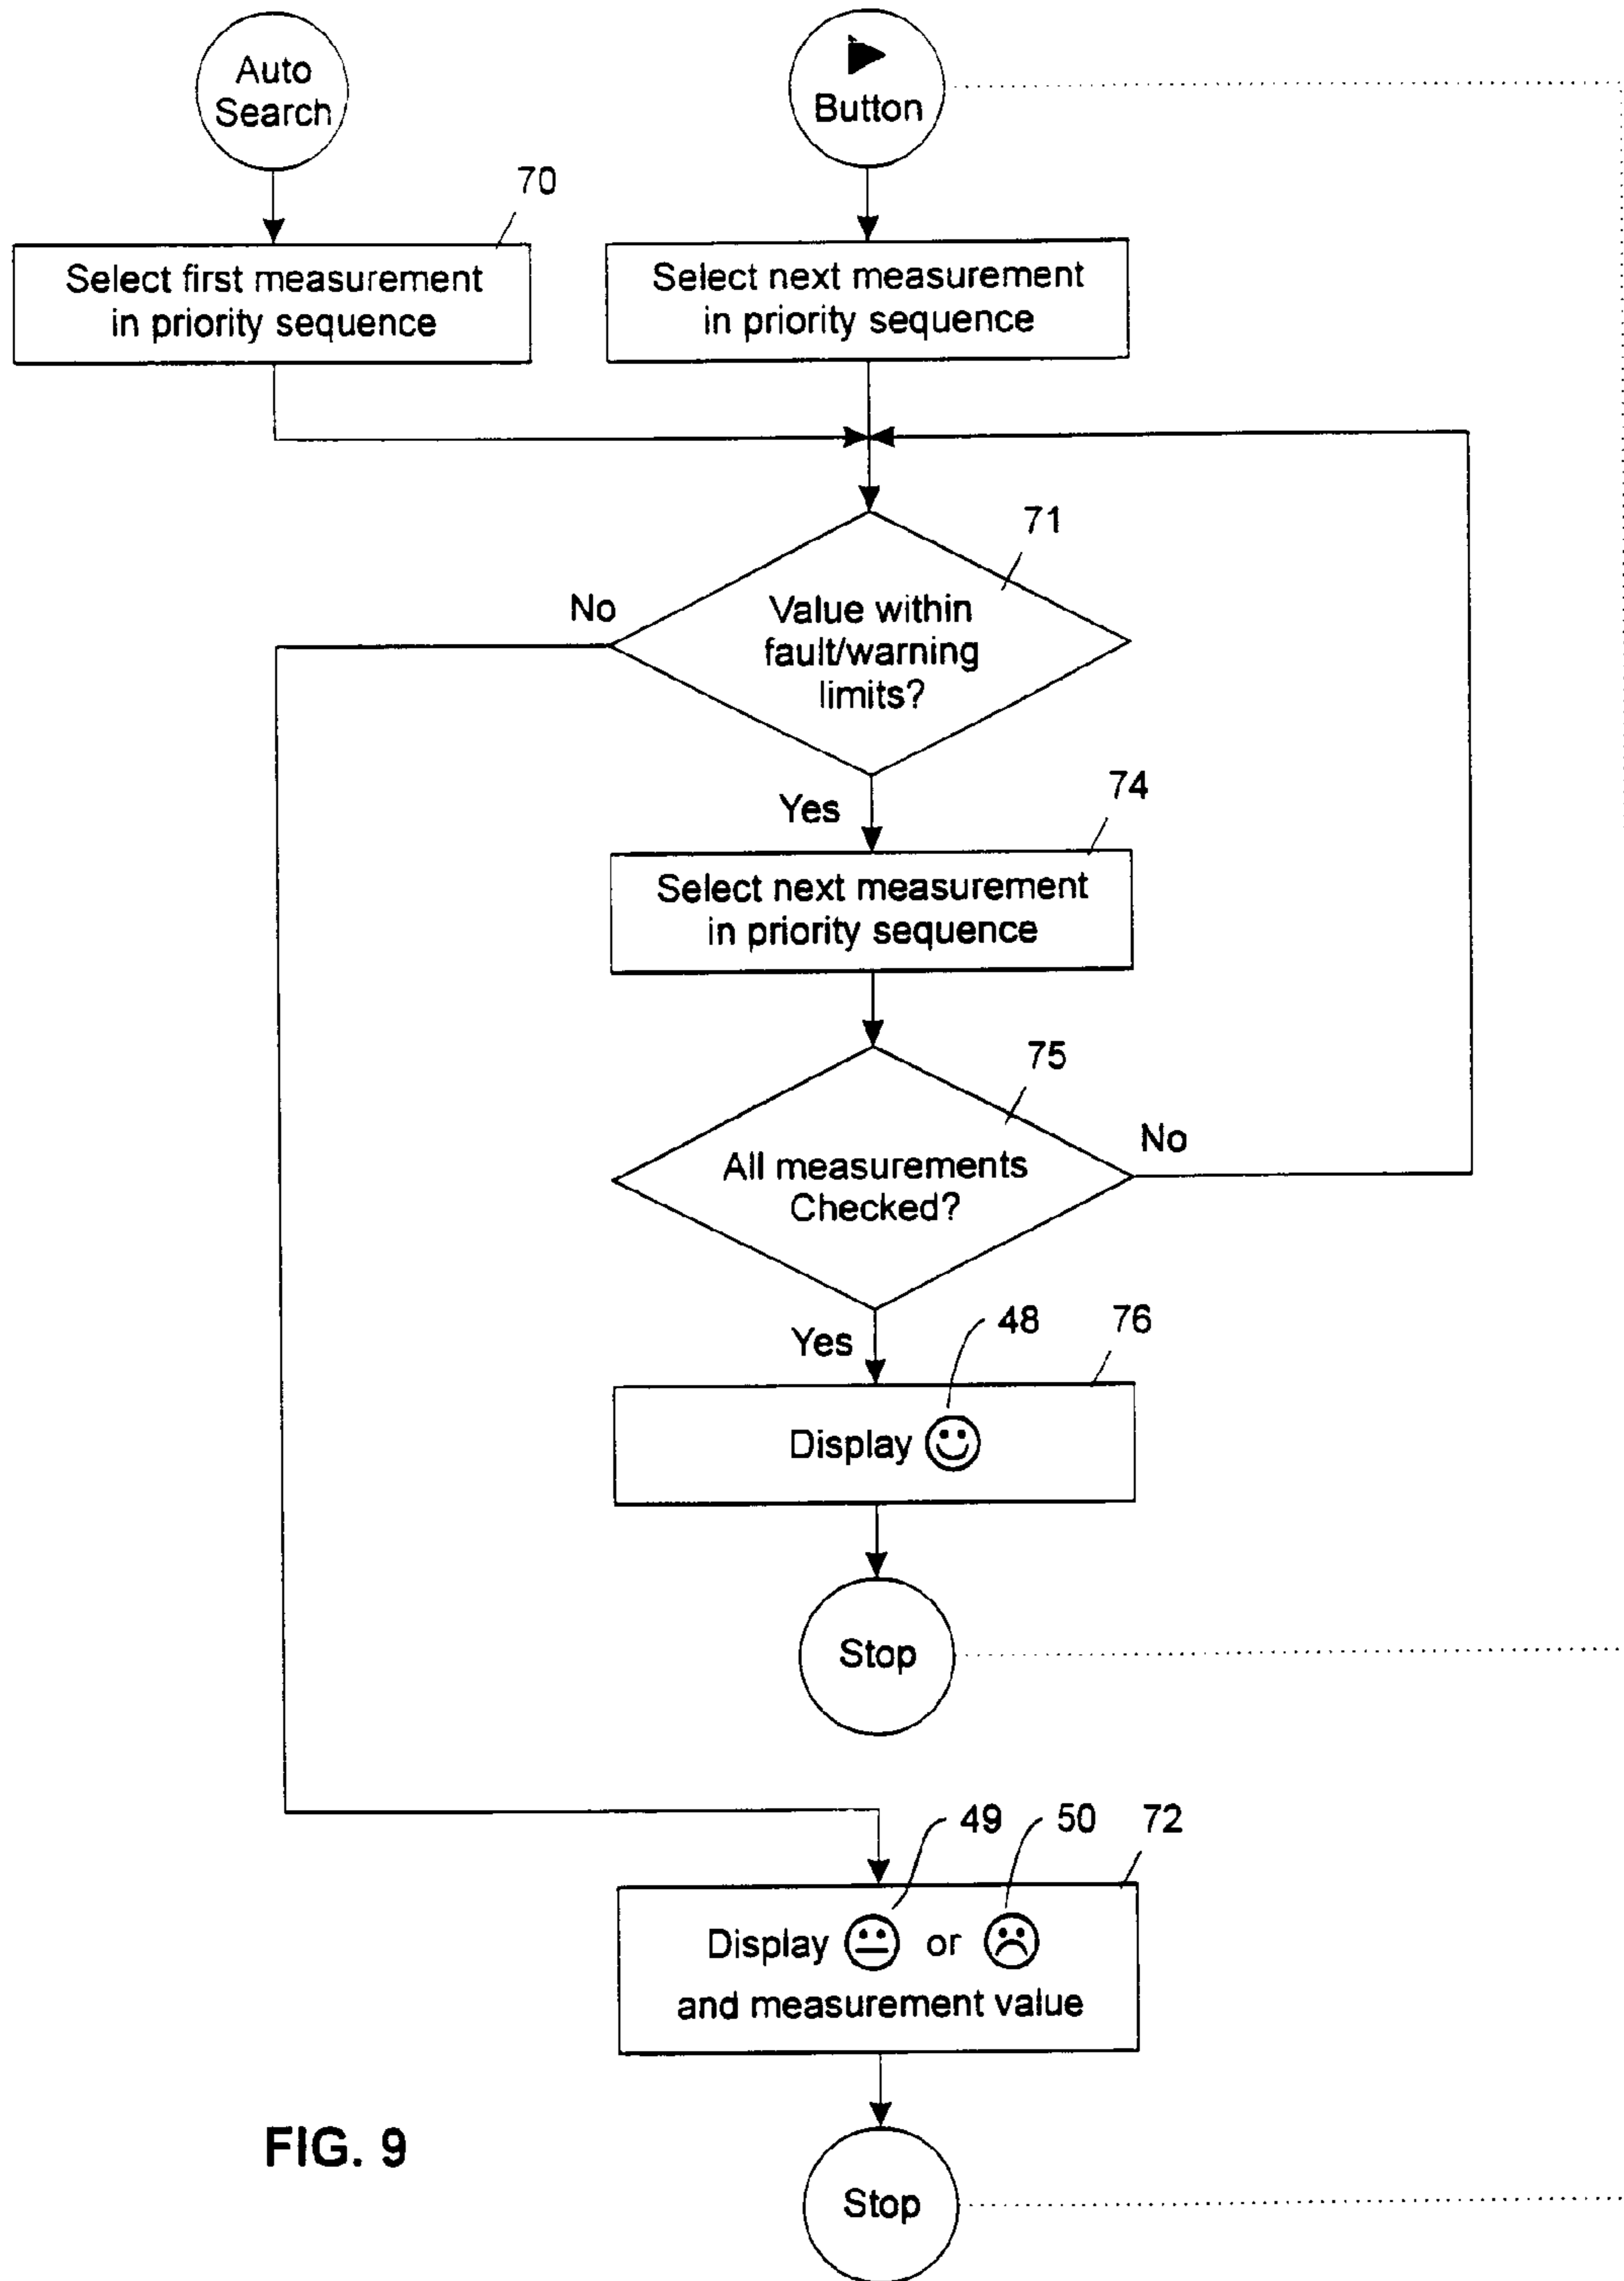 Auto
Search
Button
70
Select first measurement
in priority sequence
Select next measurement
in priority sequence
71
No
Value within
fault/warning
limits?
Yes
74
Select next measurement
in priority sequence
75
No
All measurements
Checked?
Yes
48
76
Display
Stop
49
50
72
Display
or
and measurement value
FIG. 9
Stop